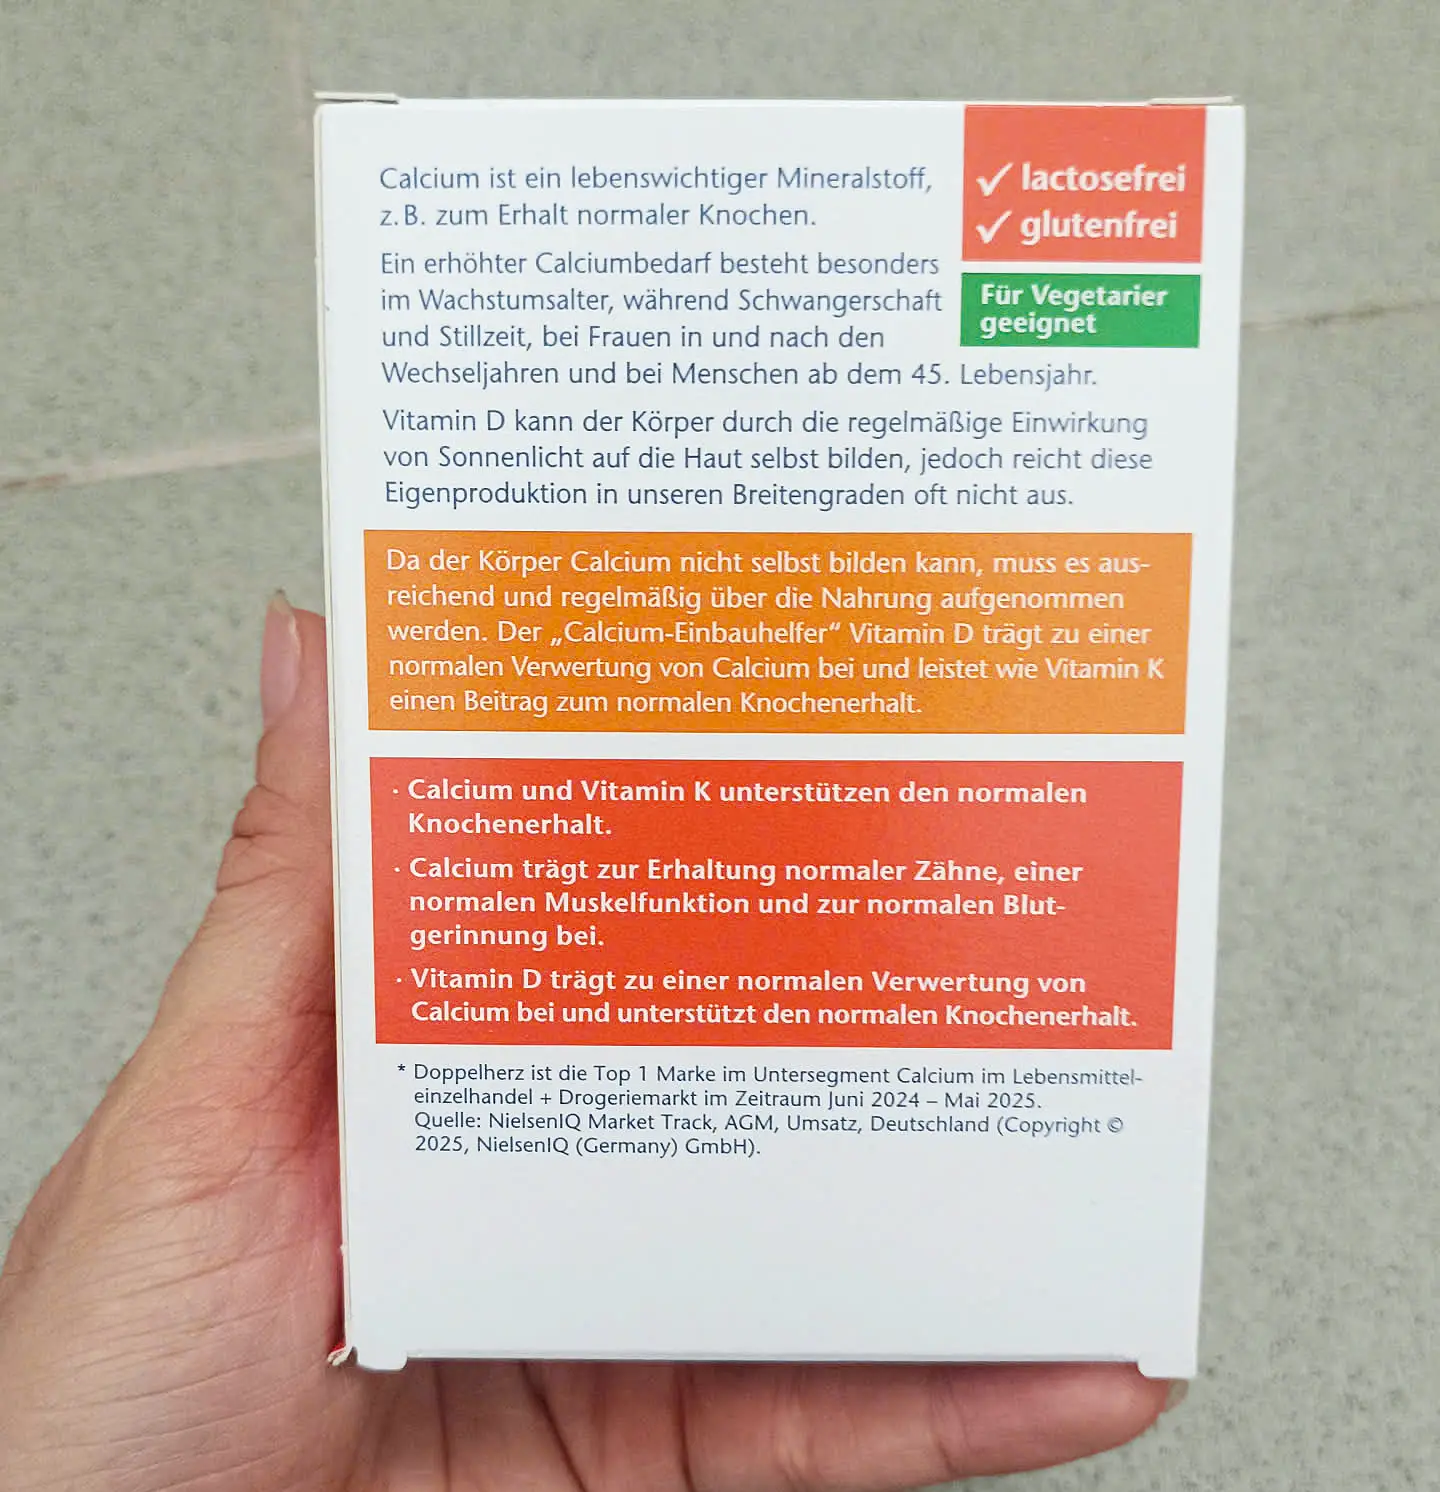 Calcium ist ein lebenswichtiger Mineralstoff,
z. B. zum Erhalt normaler Knochen.
✓ lactosefrei
✓ glutenfrei
Für Vegetarier
geeignet
Ein erhöhter Calciumbedarf besteht besonders
im Wachstumsalter, während Schwangerschaft
und Stillzeit, bei Frauen in und nach den
Wechseljahren und bei Menschen ab dem 45. Lebensjahr.
Vitamin D kann der Körper durch die regelmäßige Einwirkung
von Sonnenlicht auf die Haut selbst bilden, jedoch reicht diese
Eigenproduktion in unseren Breitengraden oft nicht aus.
Da der Körper Calcium nicht selbst bilden kann, muss es aus-
reichend und regelmäßig über die Nahrung aufgenommen
werden. Der „Calcium-Einbauhelfer“ Vitamin D trägt zu einer
normalen Verwertung von Calcium bei und leistet wie Vitamin K
einen Beitrag zum normalen Knochenerhalt.
· Calcium und Vitamin K unterstützen den normalen
Knochenerhalt.
· Calcium trägt zur Erhaltung normaler Zähne, einer
normalen Muskelfunktion und zur normalen Blut-
gerinnung bei.
· Vitamin D trägt zu einer normalen Verwertung von
Calcium bei und unterstützt den normalen Knochenerhalt.
* Doppelherz ist die Top 1 Marke im Untersegment Calcium im Lebensmittel-
einzelhandel + Drogeriemarkt im Zeitraum Juni 2024 – Mai 2025.
Quelle: NielsenIQ Market Track, AGM, Umsatz, Deutschland (Copyright ©
2025, NielsenIQ (Germany) GmbH).